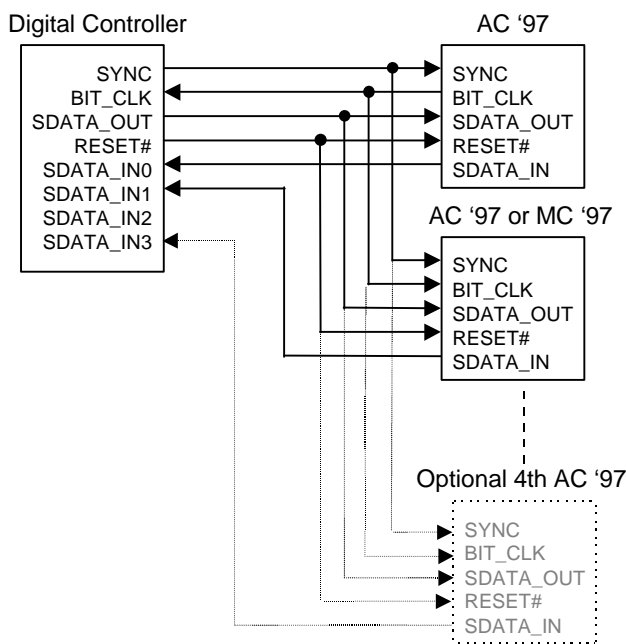 Digital Controller
SYNC
BIT_CLK
SDATA_OUT
RESET#
SDATA_IN0
SDATA_IN1
SDATA_IN2
SDATA_IN3
AC ‘97
SYNC
BIT_CLK
SDATA_OUT
RESET#
SDATA_IN
AC ‘97 or MC ‘97
SYNC
BIT_CLK
SDATA_OUT
RESET#
SDATA_IN
Optional 4th AC ‘97
SYNC
BIT_CLK
SDATA_OUT
RESET#
SDATA_IN